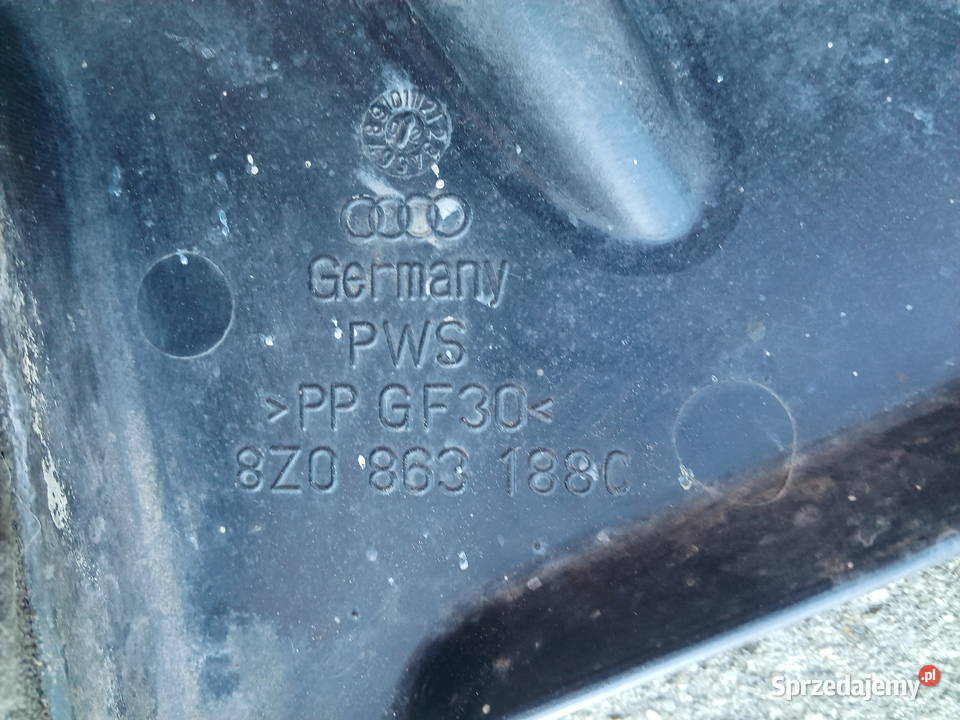 Germany
PWS
>PP GF30<
8Z0 863 188C
Sprzedajemy.pl